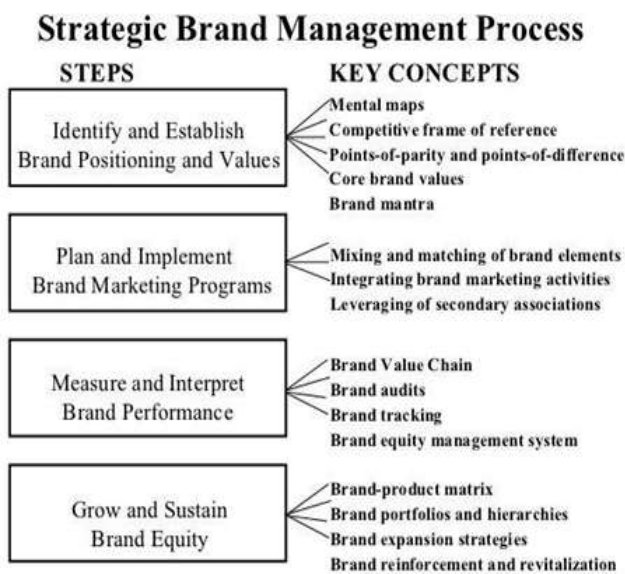 Strategic Brand Management Process
STEPS
KEY CONCEPTS
Identify and Establish
Brand Positioning and Values
Mental maps
Competitive frame of reference
Points-of-parity and points-of-difference
Core brand values
Brand mantra
Plan and Implement
Brand Marketing Programs
Mixing and matching of brand elements
Integrating brand marketing activities
Leveraging of secondary associations
Measure and Interpret
Brand Performance
Brand Value Chain
Brand audits
Brand tracking
Brand equity management system
Grow and Sustain
Brand Equity
Brand-product matrix
Brand portfolios and hierarchies
Brand expansion strategies
Brand reinforcement and revitalization